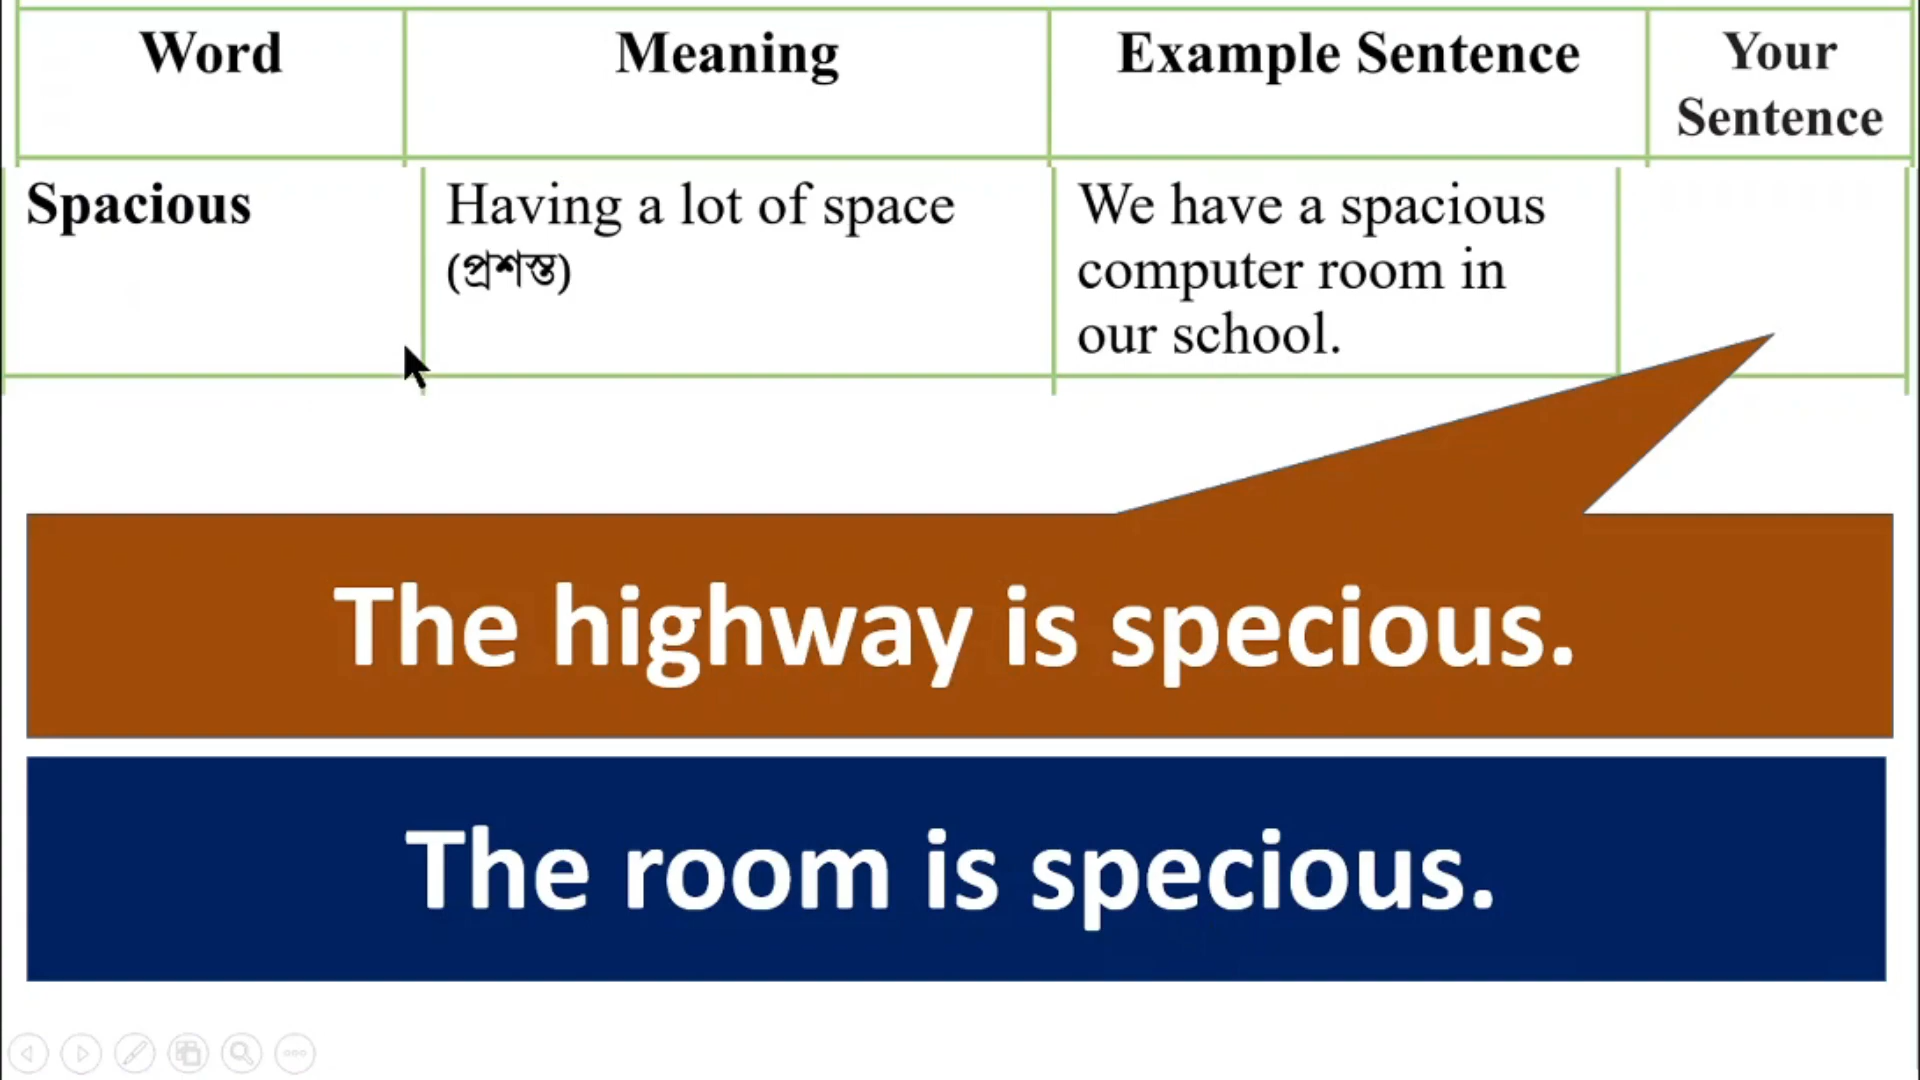 Word Meaning Example Sentence Your
Sentence
Spacious Having a lot of space We have a spacious
(প্রশস্ত) computer room in
our school.
The highway is specious.
The room is specious.